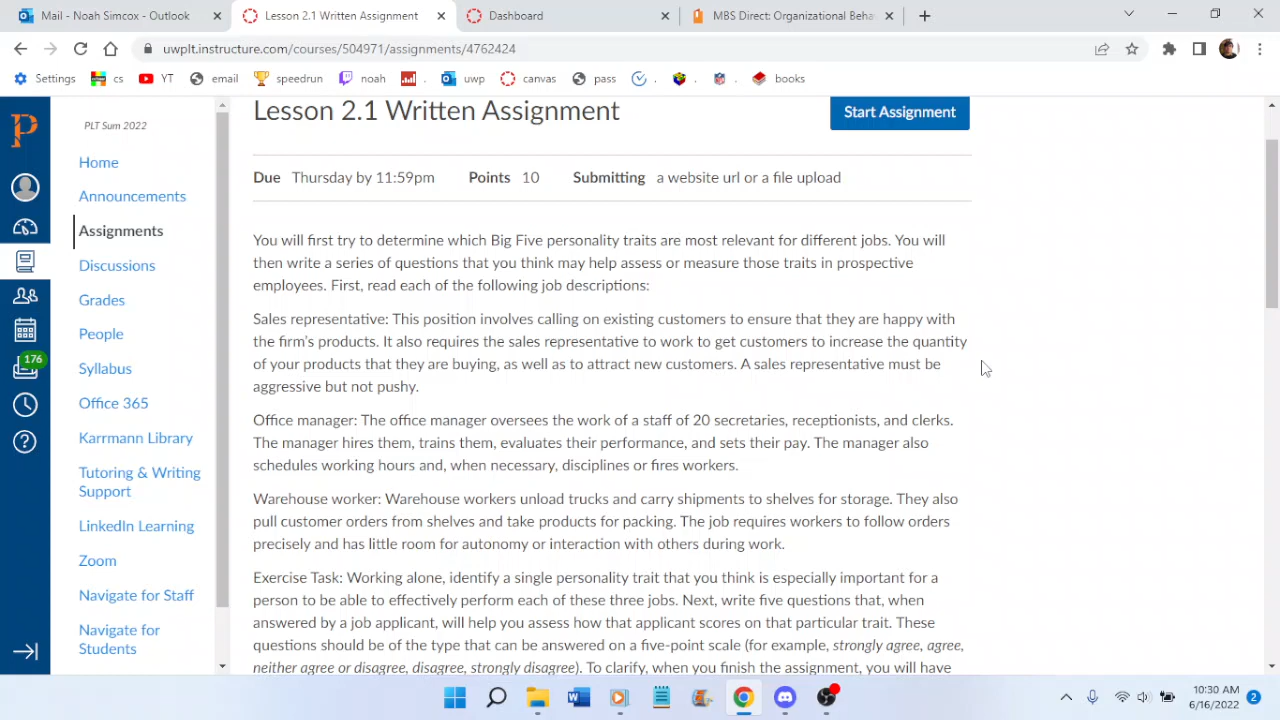 Mail - Noah Simcox - Outlook
Lesson 2.1 Written Assignment
Dashboard
MBS Direct: Organizational Beha
uwplt.instructure.com/courses/504971/assignments/4762424
Settings cs YT email speedrun noah . uwp canvas pass . . . books
PLT Sum 2022
Home
Announcements
Assignments
Discussions
Grades
People
Syllabus
Office 365
Karrmann Library
Tutoring & Writing
Support
LinkedIn Learning
Zoom
Navigate for Staff
Navigate for
Students
176
Lesson 2.1 Written Assignment
Start Assignment
Due Thursday by 11:59pm Points 10 Submitting a website url or a file upload
You will first try to determine which Big Five personality traits are most relevant for different jobs. You will
then write a series of questions that you think may help assess or measure those traits in prospective
employees. First, read each of the following job descriptions:
Sales representative: This position involves calling on existing customers to ensure that they are happy with
the firm's products. It also requires the sales representative to work to get customers to increase the quantity
of your products that they are buying, as well as to attract new customers. A sales representative must be
aggressive but not pushy.
Office manager: The office manager oversees the work of a staff of 20 secretaries, receptionists, and clerks.
The manager hires them, trains them, evaluates their performance, and sets their pay. The manager also
schedules working hours and, when necessary, disciplines or fires workers.
Warehouse worker: Warehouse workers unload trucks and carry shipments to shelves for storage. They also
pull customer orders from shelves and take products for packing. The job requires workers to follow orders
precisely and has little room for autonomy or interaction with others during work.
Exercise Task: Working alone, identify a single personality trait that you think is especially important for a
person to be able to effectively perform each of these three jobs. Next, write five questions that, when
answered by a job applicant, will help you assess how that applicant scores on that particular trait. These
questions should be of the type that can be answered on a five-point scale (for example, strongly agree, agree,
neither agree or disagree, disagree, strongly disagree). To clarify, when you finish the assignment, you will have
10:30 AM
6/16/2022
2